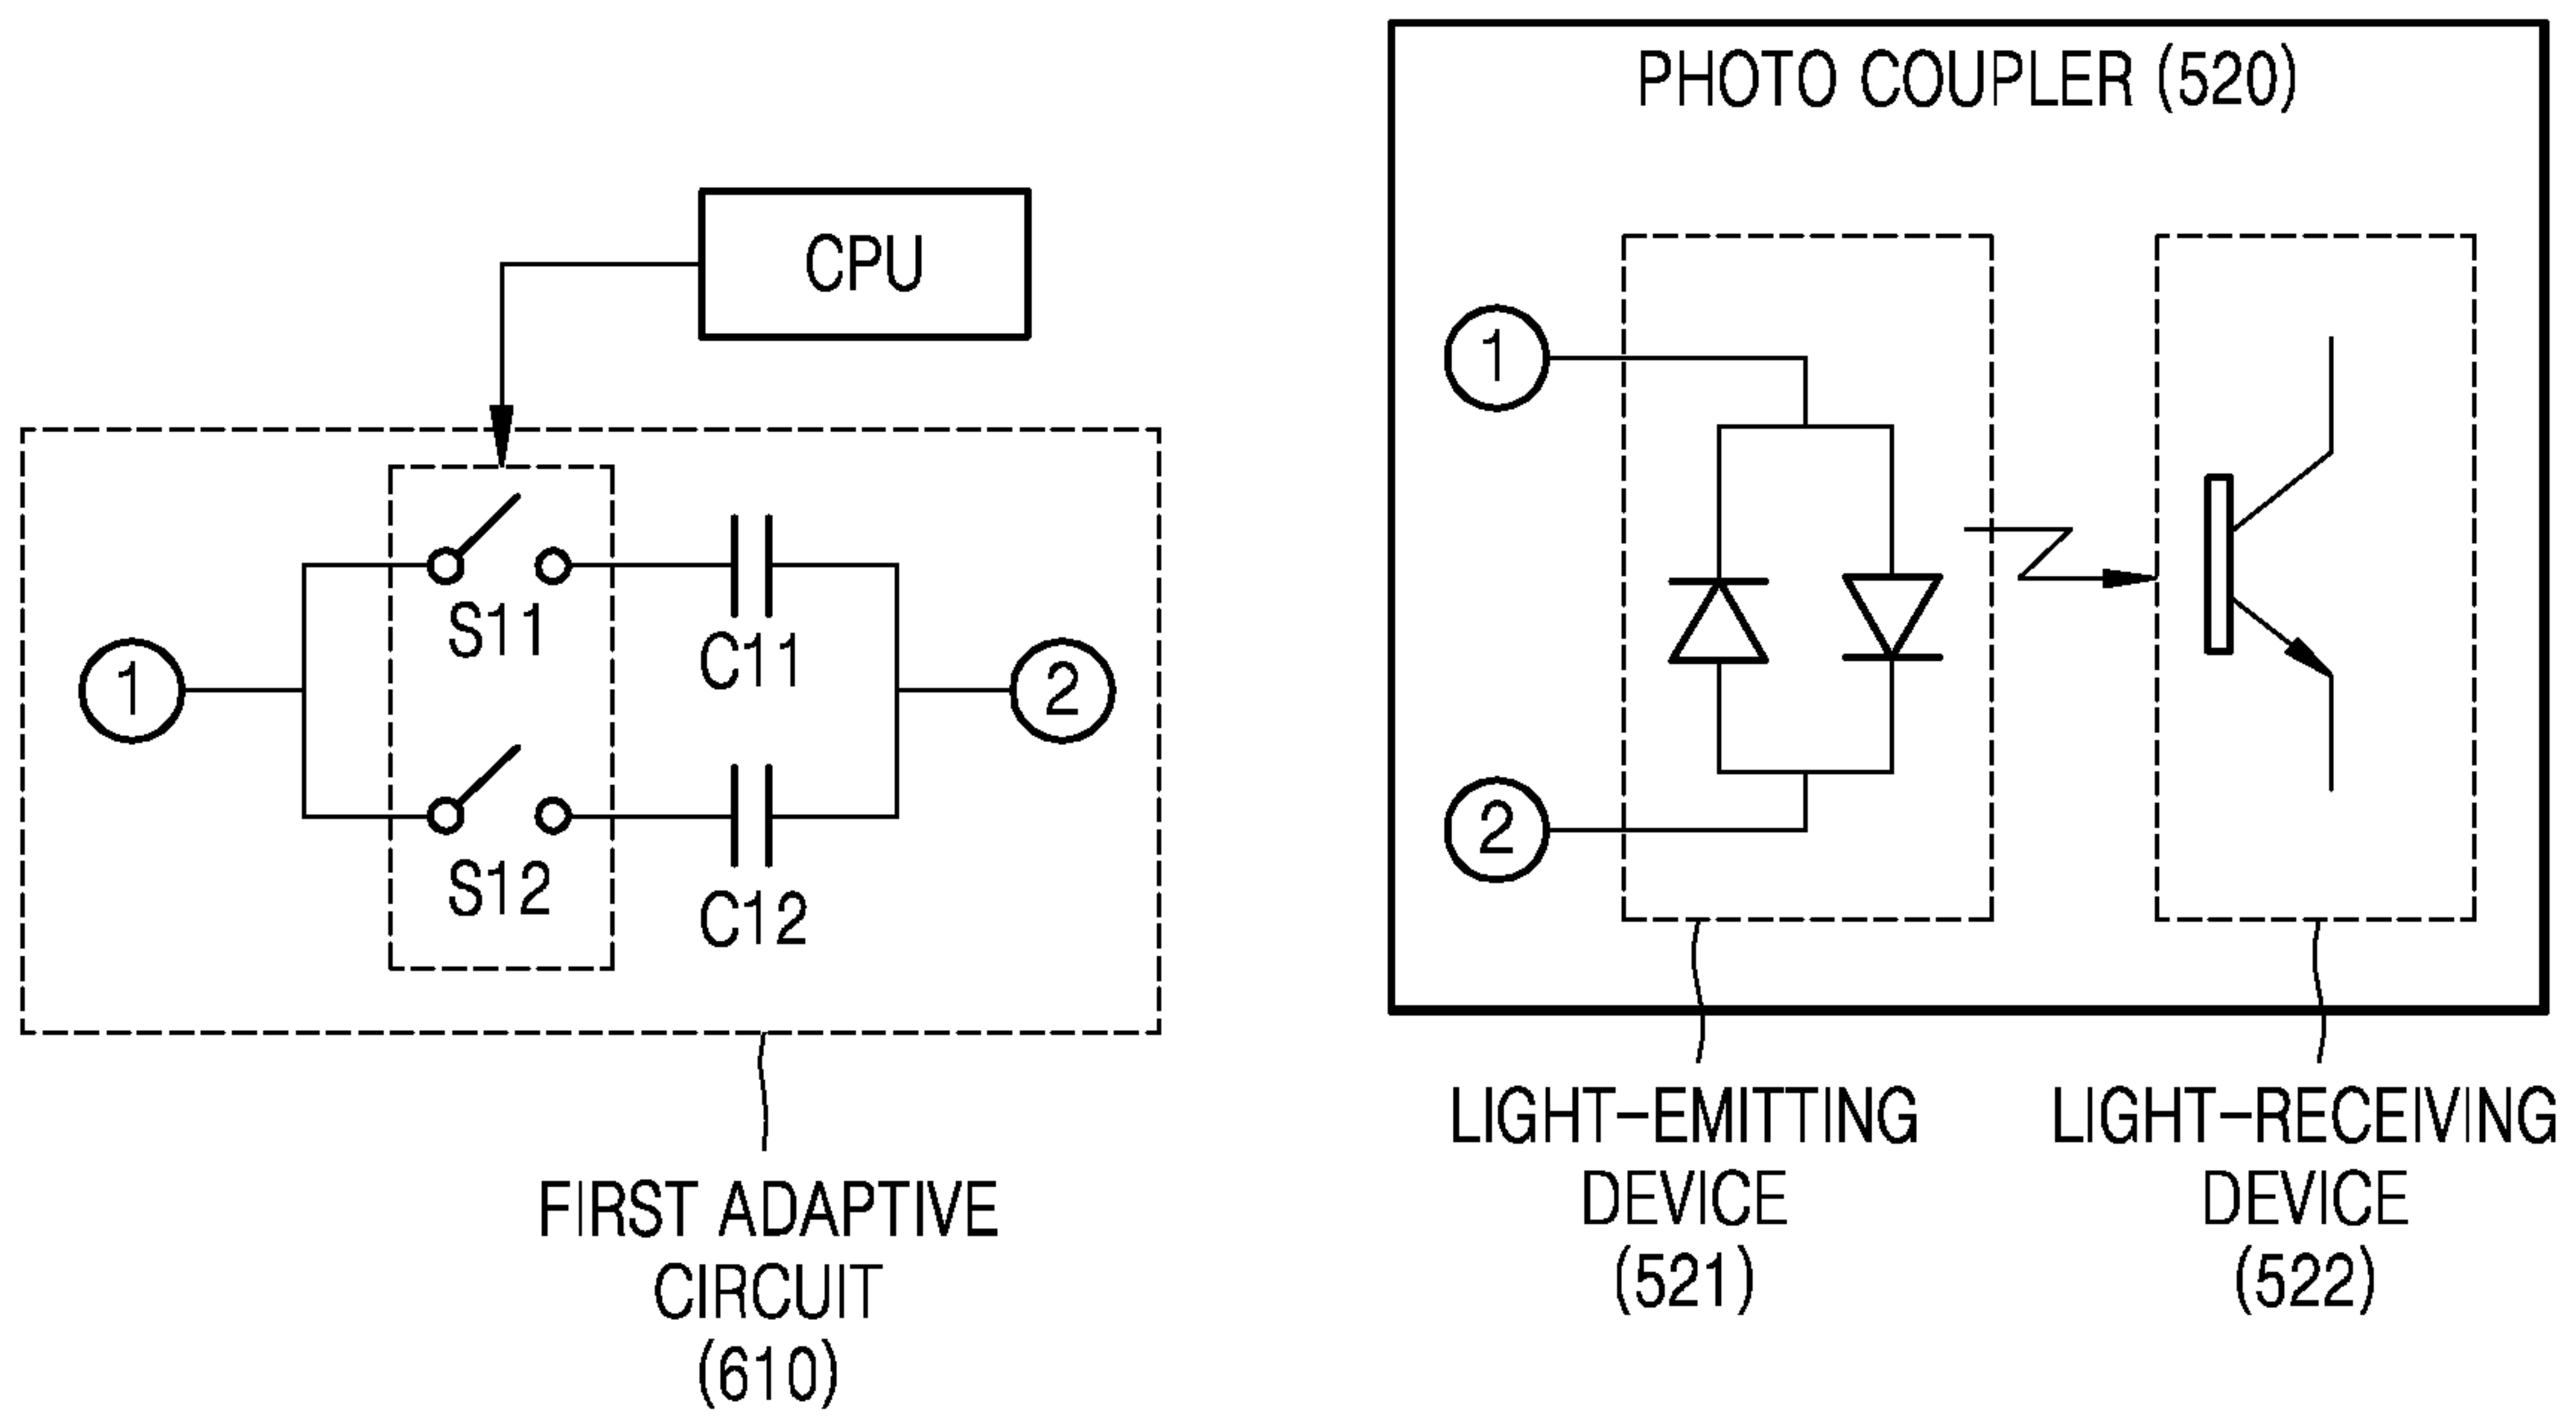 PHOTO COUPLER (520)
CPU
1
S11
C11
1
2
S12
C12
2
LIGHT-EMITTING
DEVICE
(521)
LIGHT-RECEIVING
DEVICE
(522)
FIRST ADAPTIVE
CIRCUIT
(610)